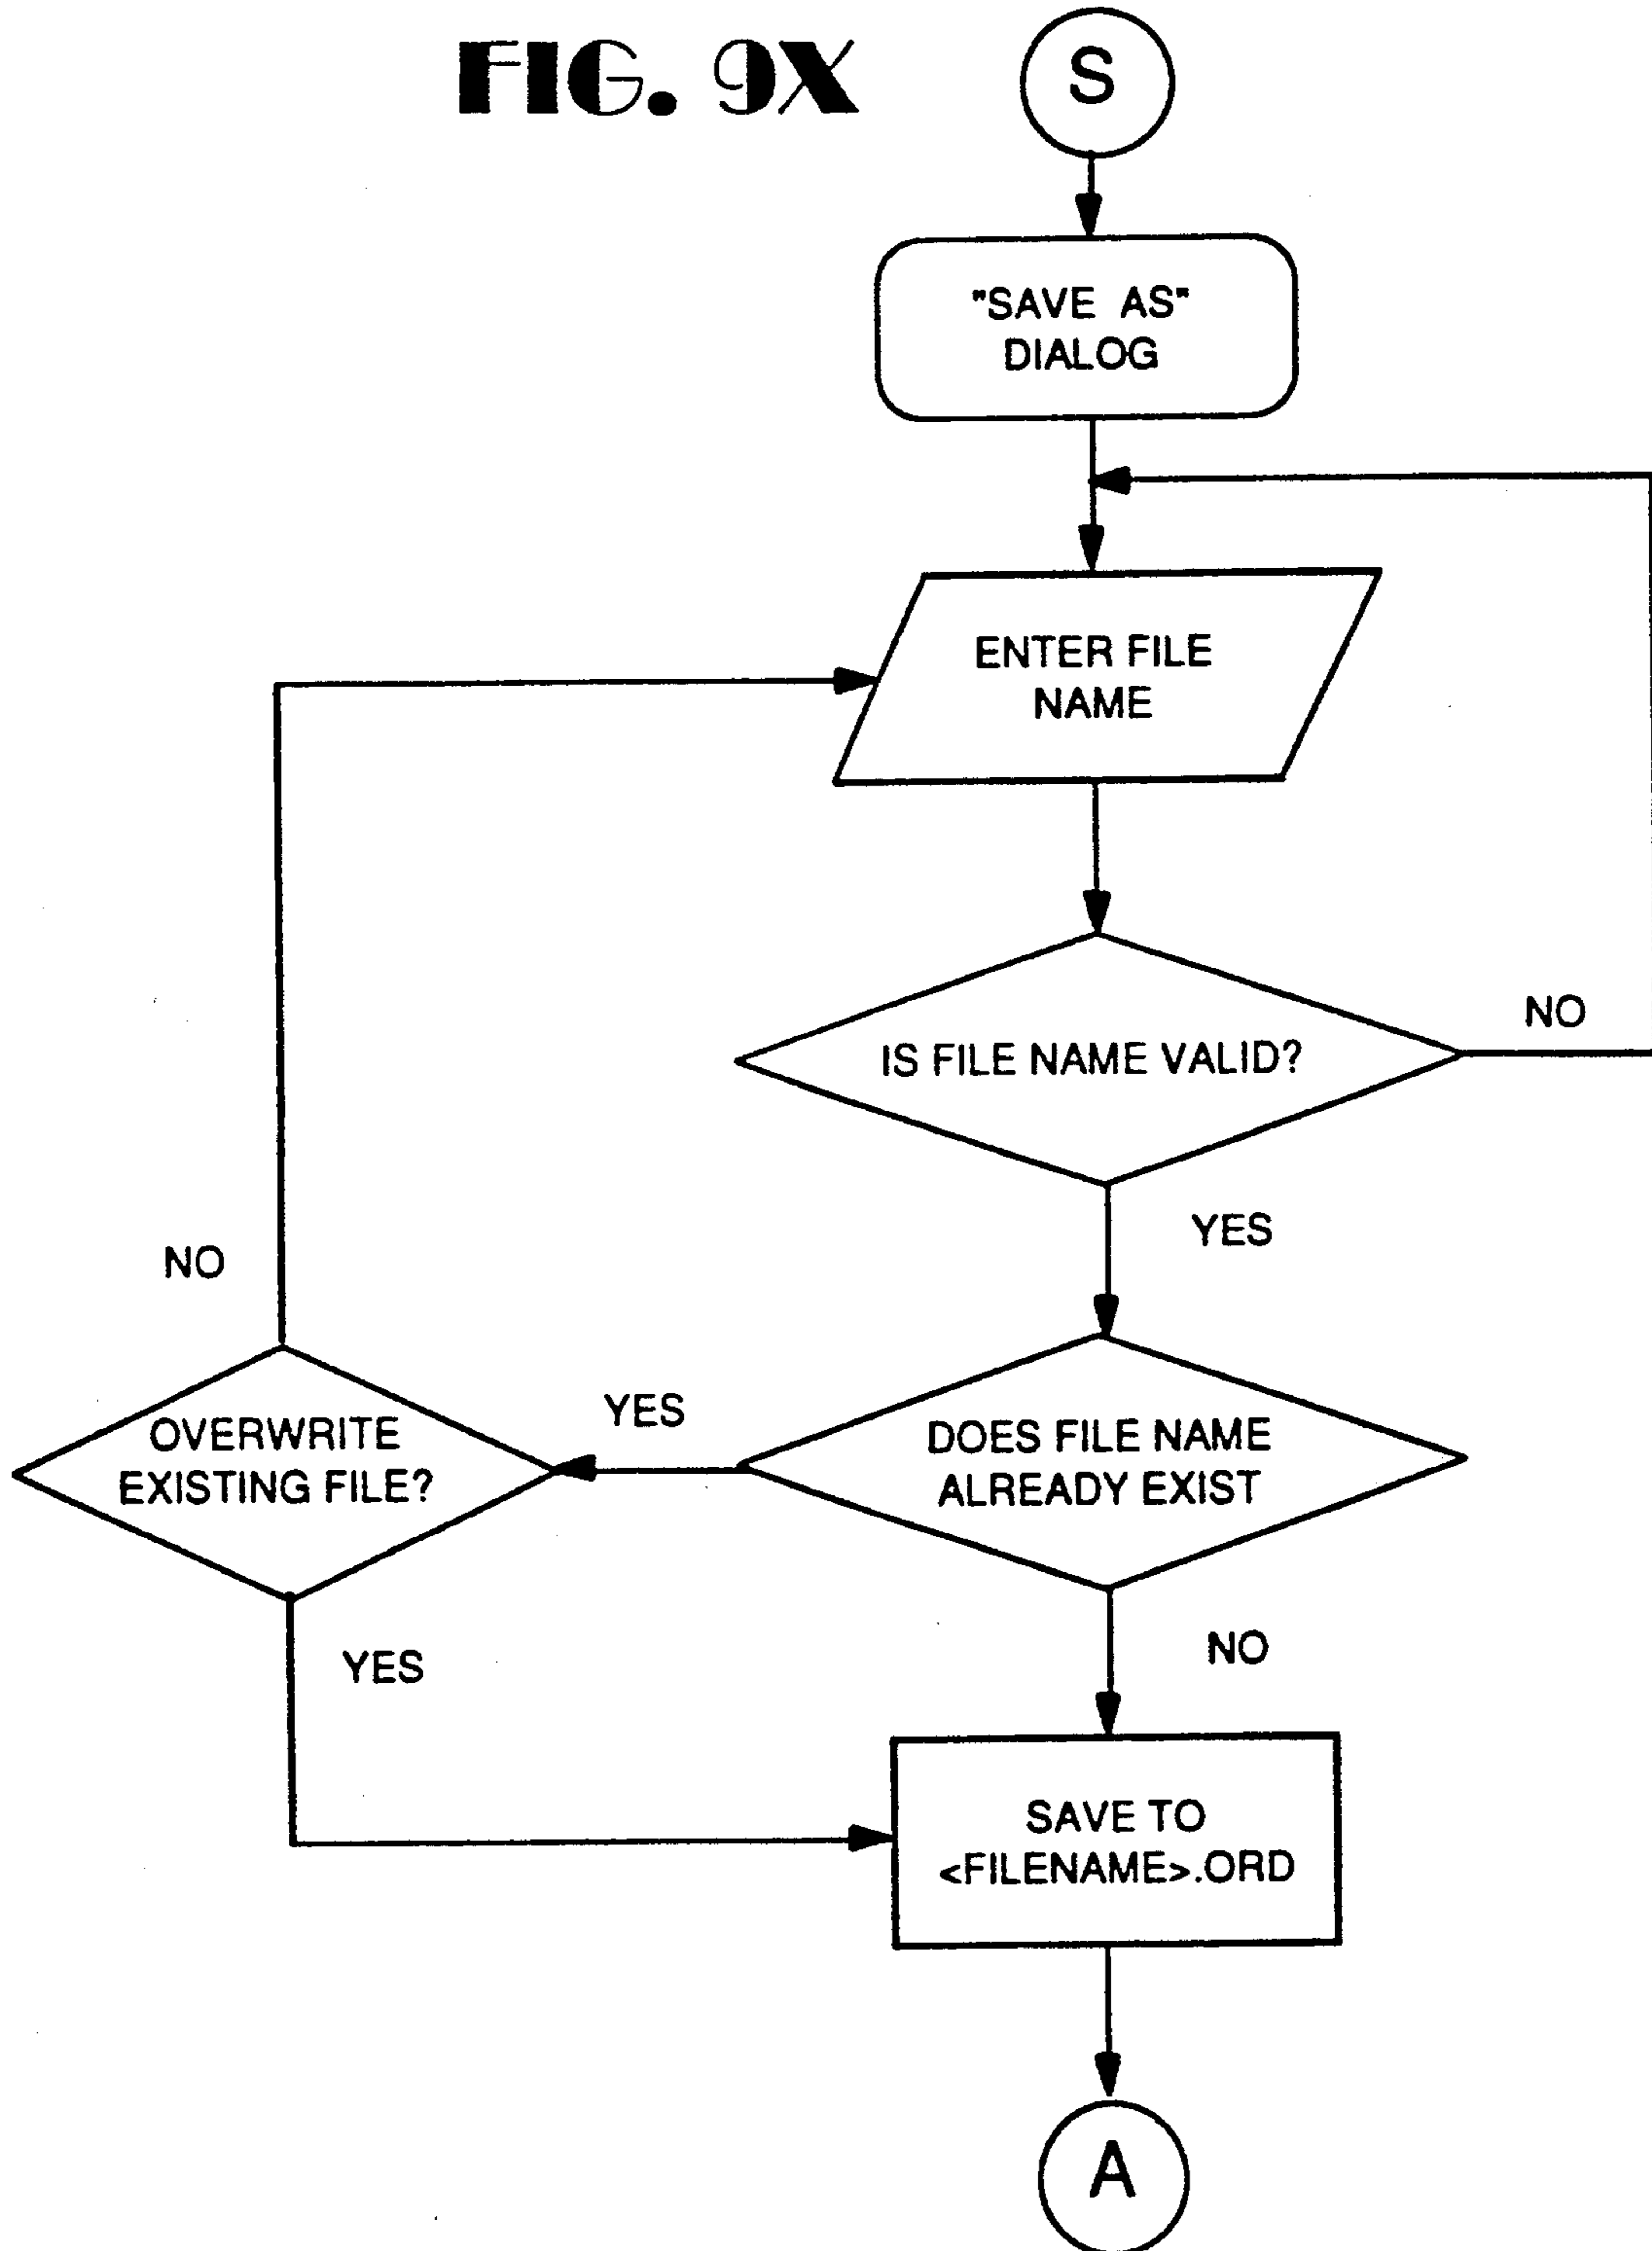 FIG. 9X
S
"SAVE AS"
DIALOG
ENTER FILE
NAME
IS FILE NAME VALID?
NO
YES
NO
DOES FILE NAME
ALREADY EXIST
YES
OVERWRITE
EXISTING FILE?
YES
NO
SAVE TO
<FILENAME>.ORD
A